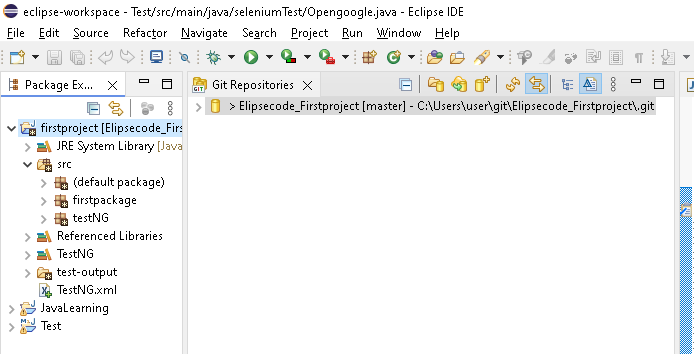 eclipse-workspace - Test/src/main/java/seleniumTest/Opengoogle.java - Eclipse IDE
File Edit Source Refactor Navigate Search Project Run Window Help
Package Ex...
Git Repositories
GIT
> Elipsecode_Firstproject [master] - C:\Users\user\git\Elipsecode_Firstproject\.git
firstproject [Elipsecode_Firs
JRE System Library [Java
src
(default package)
firstpackage
testNG
Referenced Libraries
TestNG
test-output
TestNG.xml
JavaLearning
Test